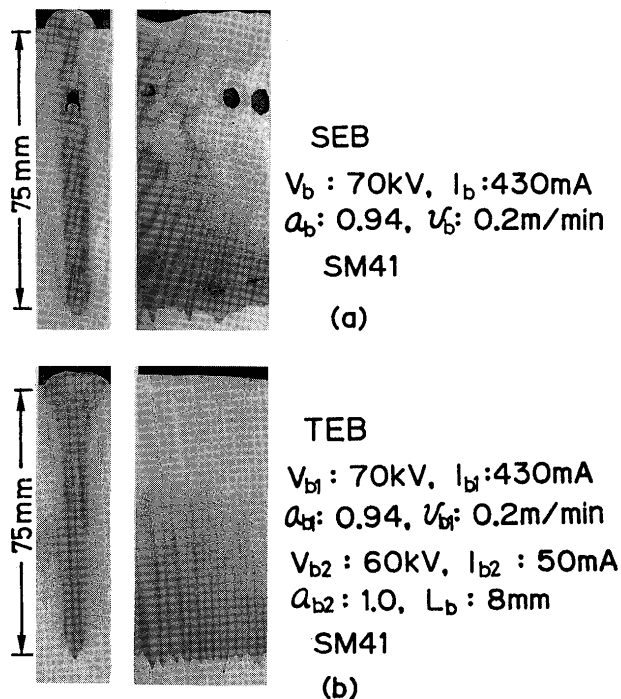 75mm
SEB
Vb : 70kV, Ib :430mA
ab: 0.94, vb: 0.2m/min
SM41
(a)
75mm
TEB
Vb1 : 70kV, Ib1:430mA
ab1: 0.94, vb1: 0.2m/min
Vb2 : 60kV, Ib2 : 50mA
ab2 : 1.0, Lb : 8mm
SM41
(b)